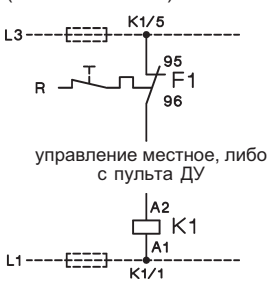 K1/5
L3
95
F1
R
96
управление местное, либо
с пульта ДУ
A2
K1
A1
L1
K1/1